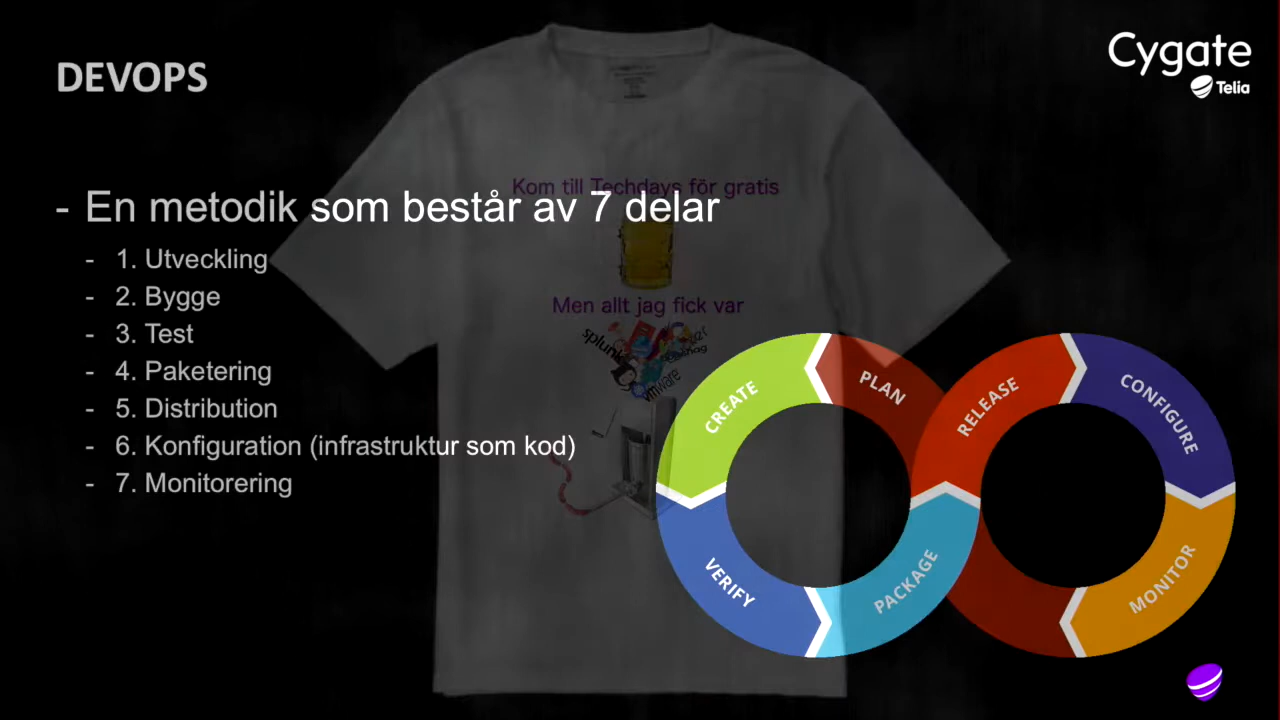 DEVOPS
Cygate
Telia
Kom till Techdays för gratis
- En metodik som består av 7 delar
- 1. Utveckling
- 2. Bygge
- 3. Test
- 4. Paketering
- 5. Distribution
- 6. Konfiguration (infrastruktur som kod)
- 7. Monitorering
Men allt jag fick var
splunk
vmware
CREATE
PLAN
RELEASE
CONFIGURE
VERIFY
PACKAGE
MONITOR